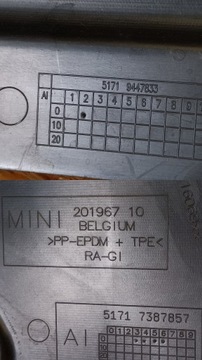 5171 9447833
AI 1 2 3 4 5 6 7 8 9
0
10
20
MINI 201967 10
BELGIUM
>PP-EPDM + TPE<
RA-GI
5171 7387857
AI 0 1 2 3 4 5 6 7 8 9